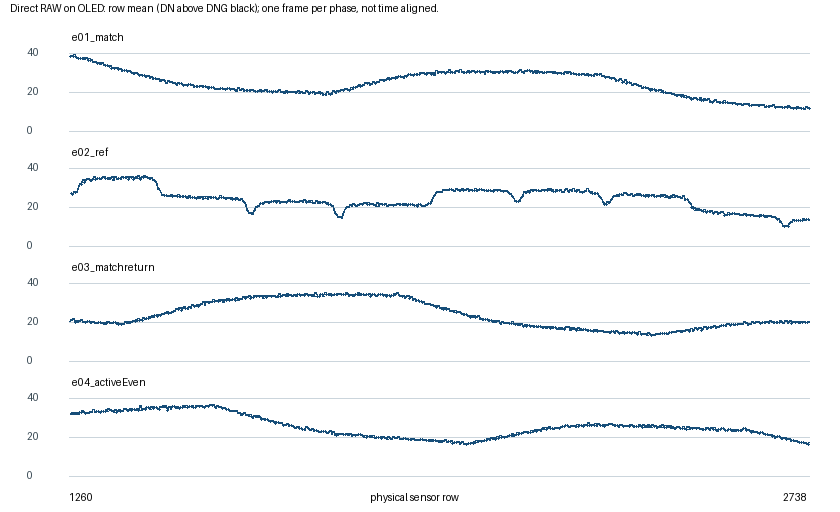 Direct RAW on OLED: row mean (DN above DNG black); one frame per phase, not time aligned.
e01_match
40
20
0
e02_ref
40
20
0
e03_matchreturn
40
20
0
e04_activeEven
40
20
0
1260 physical sensor row 2738